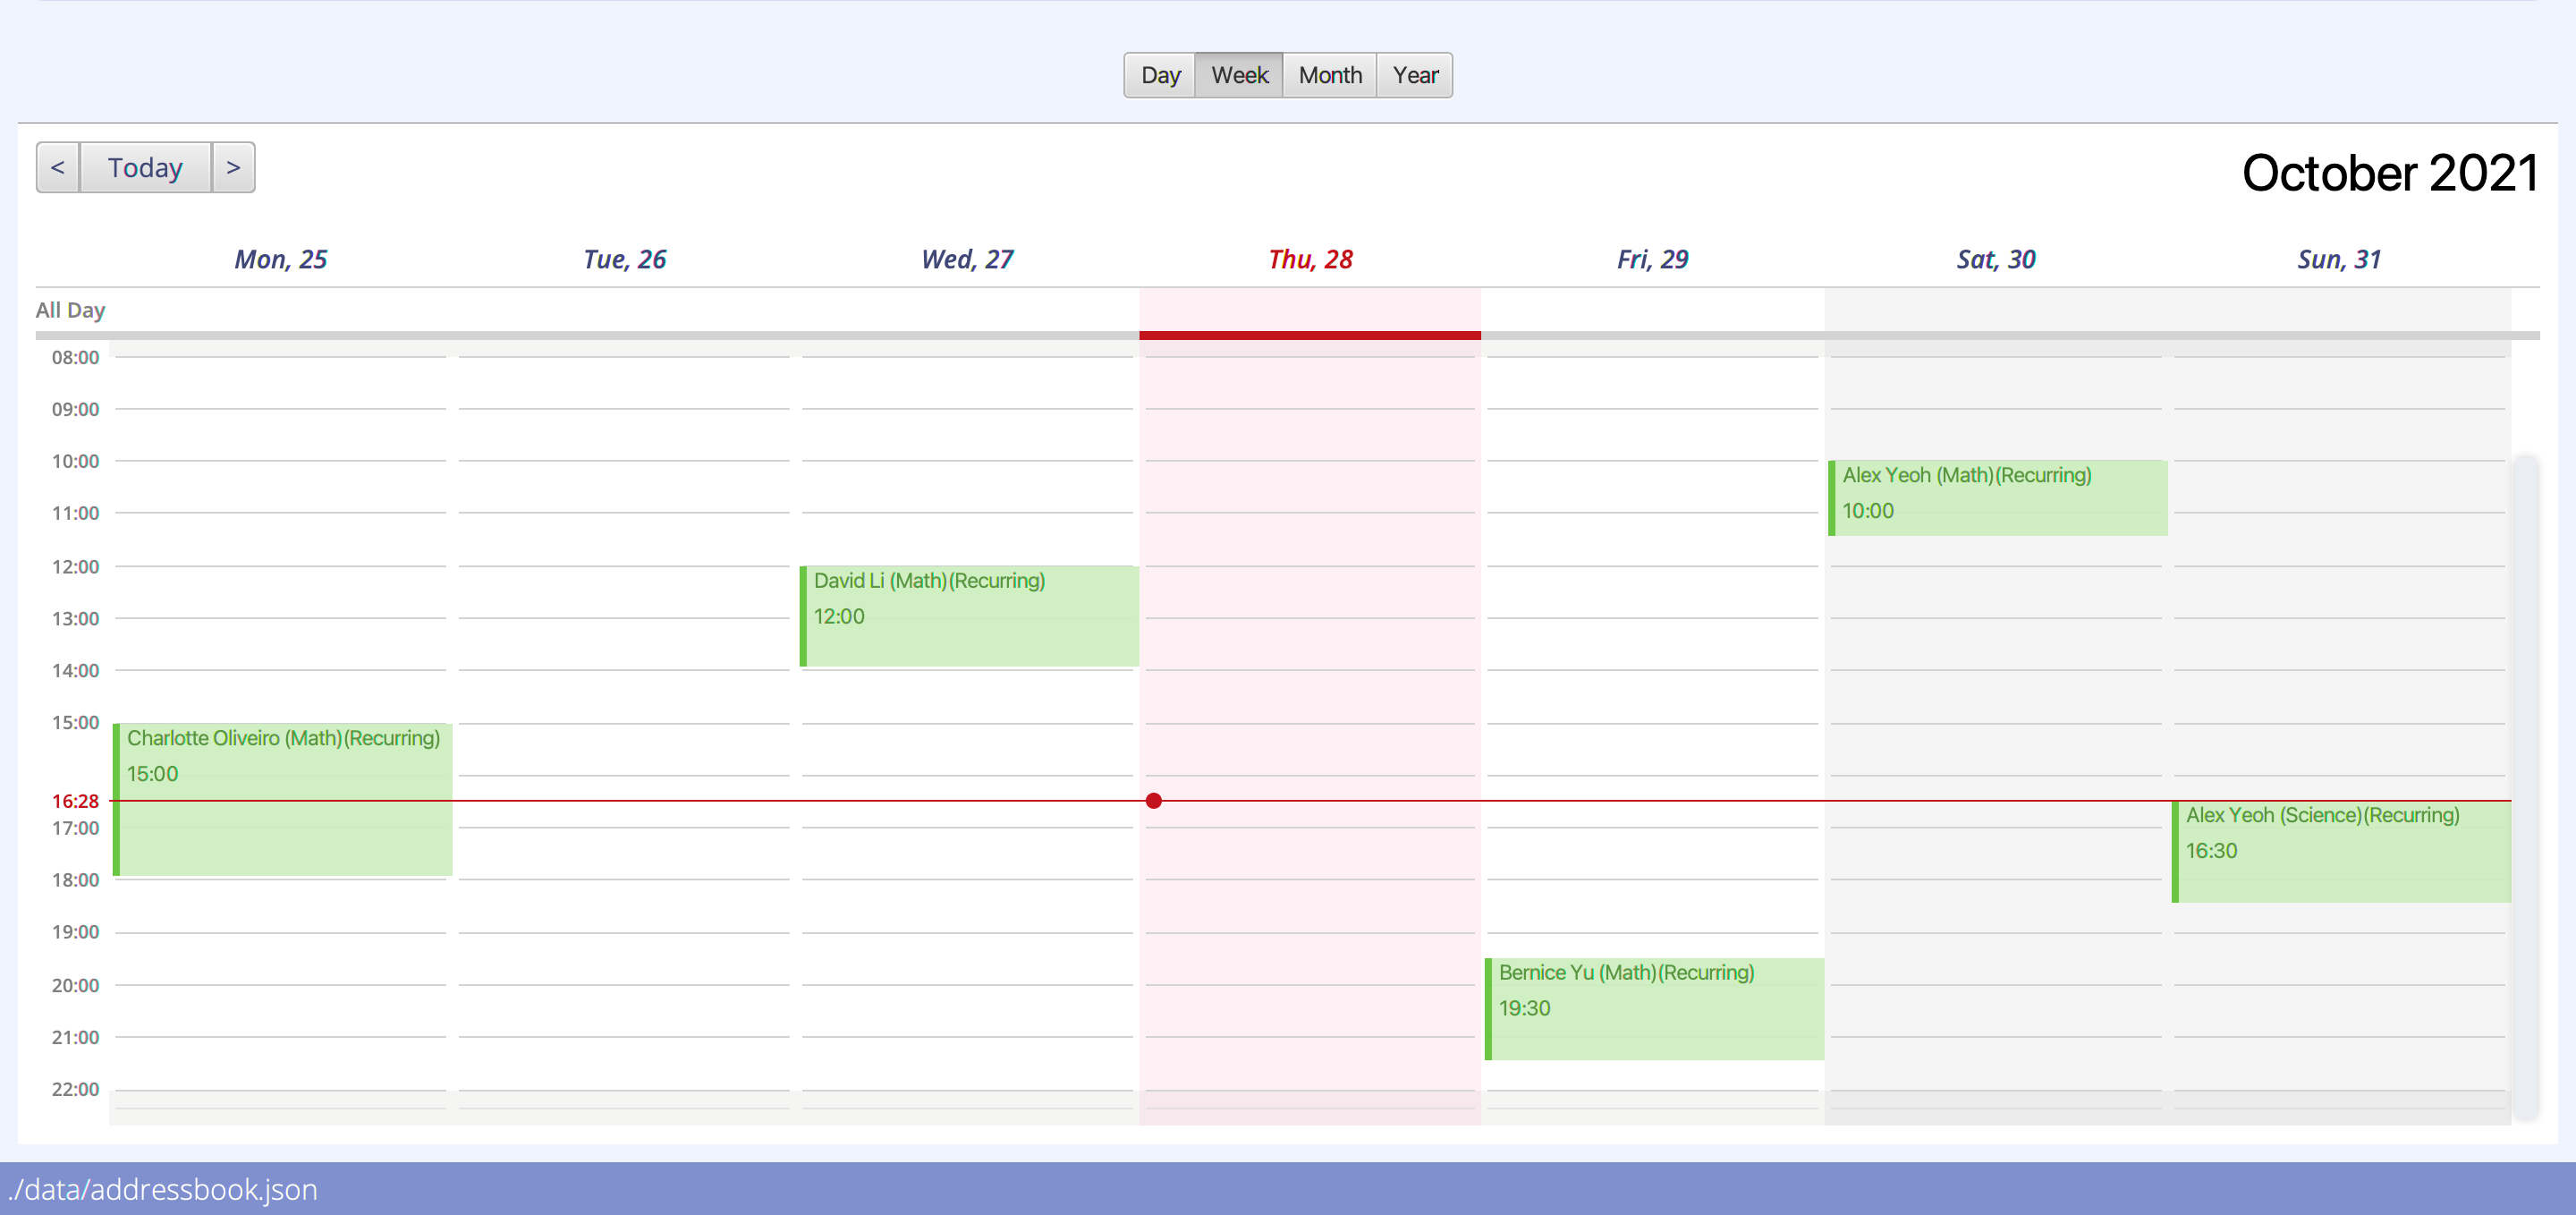 Day Week Month Year
< Today > October 2021
Mon, 25 Tue, 26 Wed, 27 Thu, 28 Fri, 29 Sat, 30 Sun, 31
All Day
08:00
09:00
10:00
Alex Yeoh (Math)(Recurring)
10:00
11:00
12:00
David Li (Math)(Recurring)
12:00
13:00
14:00
15:00
Charlotte Oliveiro (Math)(Recurring)
15:00
16:28
Alex Yeoh (Science)(Recurring)
17:00
16:30
18:00
19:00
Bernice Yu (Math)(Recurring)
20:00
19:30
21:00
22:00
./data/addressbook.json